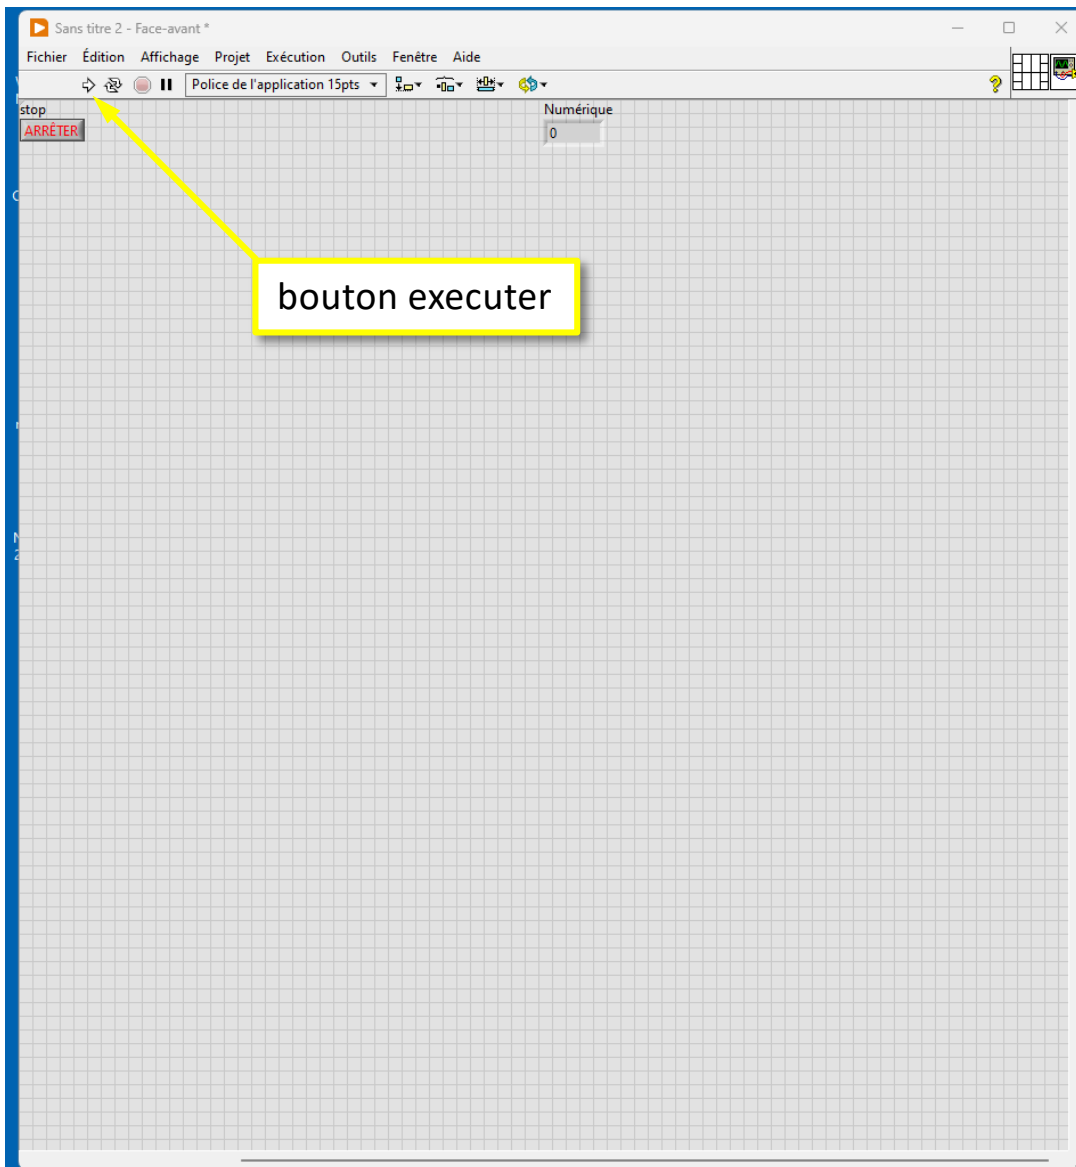 Sans titre 2 - Face-avant *
Fichier Édition Affichage Projet Exécution Outils Fenêtre Aide
Police de l'application 15pts
stop
ARRÊTER
Numérique
0
bouton executer